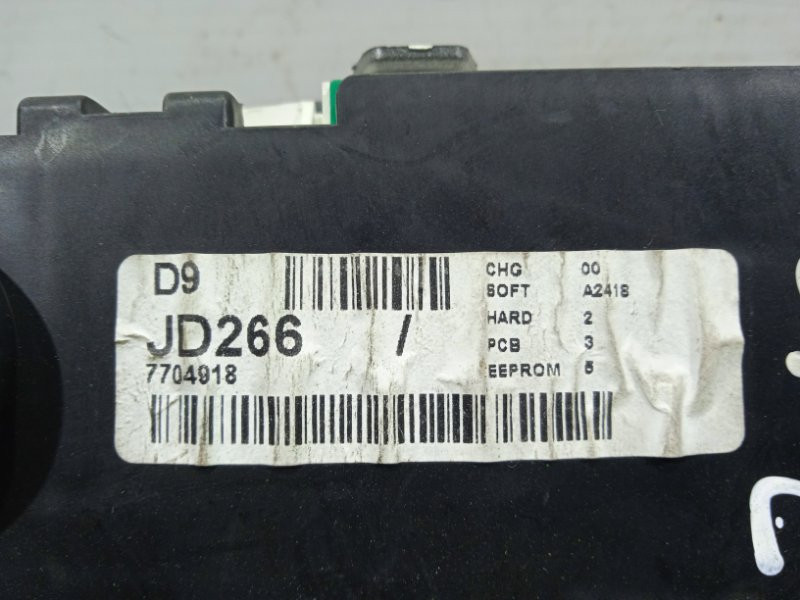 D9
JD266 /
7704918
CHG 00
SOFT A2418
HARD 2
PCB 3
EEPROM 5